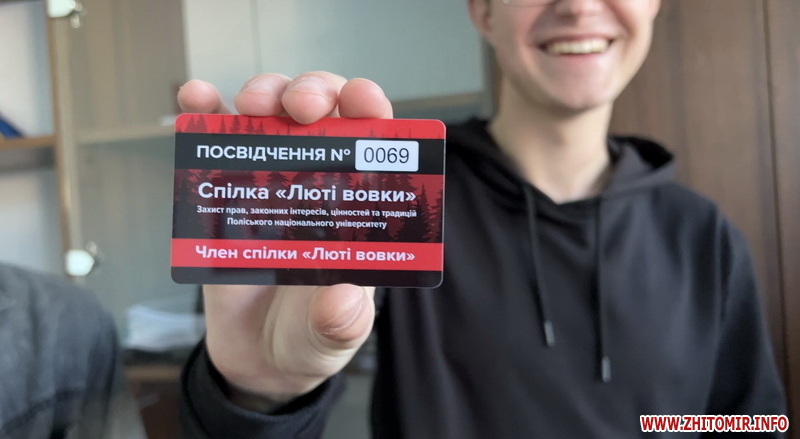 ПОСВІДЧЕННЯ № 0069
Спілка «Люті вовки»
Захист прав, законних інтересів, цінностей та традицій
Поліського національного університету
Член спілки «Люті вовки»
WWW.ZHITOMIR.INFO